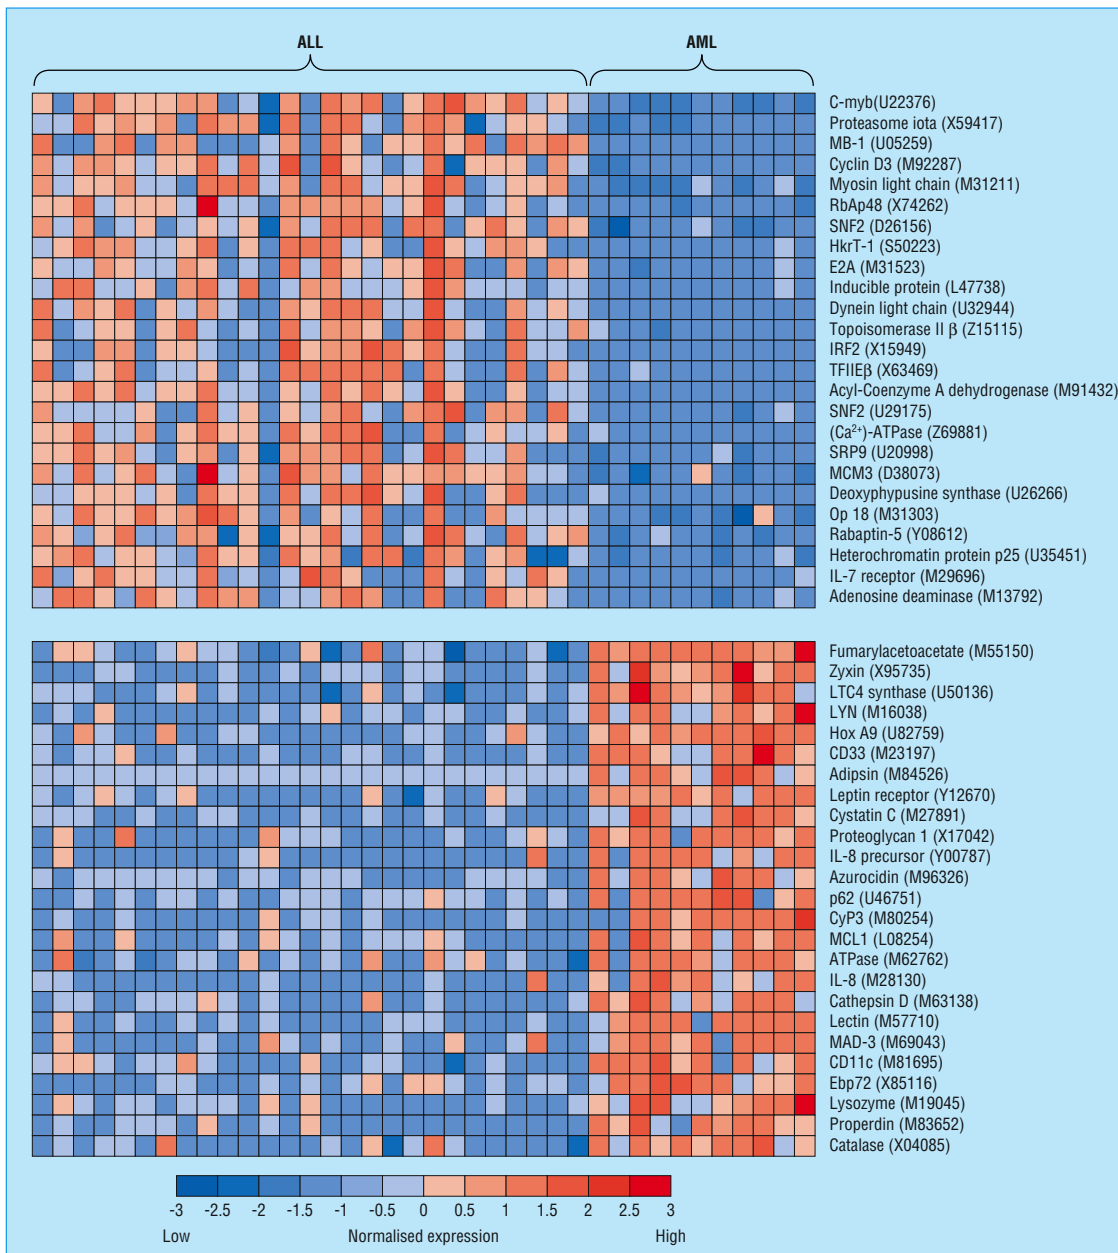 ALL AML
C-myb(U22376)
Proteasome iota (X59417)
MB-1 (U05259)
Cyclin D3 (M92287)
Myosin light chain (M31211)
RbAp48 (X74262)
SNF2 (D26156)
HkrT-1 (S50223)
E2A (M31523)
Inducible protein (L47738)
Dynein light chain (U32944)
Topoisomerase II β (Z15115)
IRF2 (X15949)
TFIIEβ (X63469)
Acyl-Coenzyme A dehydrogenase (M91432)
SNF2 (U29175)
(Ca²⁺)-ATPase (Z69881)
SRP9 (U20998)
MCM3 (D38073)
Deoxyphypusine synthase (U26266)
Op 18 (M31303)
Rabaptin-5 (Y08612)
Heterochromatin protein p25 (U35451)
IL-7 receptor (M29696)
Adenosine deaminase (M13792)
Fumarylacetoacetate (M55150)
Zyxin (X95735)
LTC4 synthase (U50136)
LYN (M16038)
Hox A9 (U82759)
CD33 (M23197)
Adipsin (M84526)
Leptin receptor (Y12670)
Cystatin C (M27891)
Proteoglycan 1 (X17042)
IL-8 precursor (Y00787)
Azurocidin (M96326)
p62 (U46751)
CyP3 (M80254)
MCL1 (L08254)
ATPase (M62762)
IL-8 (M28130)
Cathepsin D (M63138)
Lectin (M57710)
MAD-3 (M69043)
CD11c (M81695)
Ebp72 (X85116)
Lysozyme (M19045)
Properdin (M83652)
Catalase (X04085)
-3 -2.5 -2 -1.5 -1 -0.5 0 0.5 1 1.5 2 2.5 3
Low Normalised expression High